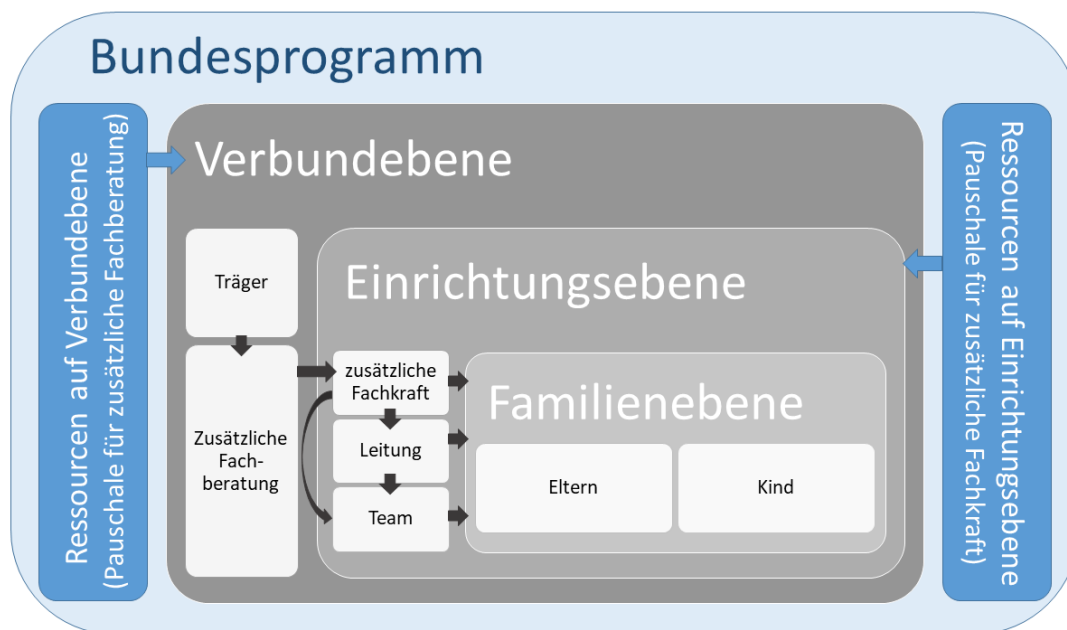 Bundesprogramm
Ressourcen auf Verbundebene
(Pauschale für zusätzliche Fachberatung)
Verbundebene
Träger
Zusätzliche
Fach-
beratung
Einrichtungsebene
zusätzliche
Fachkraft
Leitung
Team
Familienebene
Eltern
Kind
Ressourcen auf Einrichtungsebene
(Pauschale für zusätzliche Fachkraft)